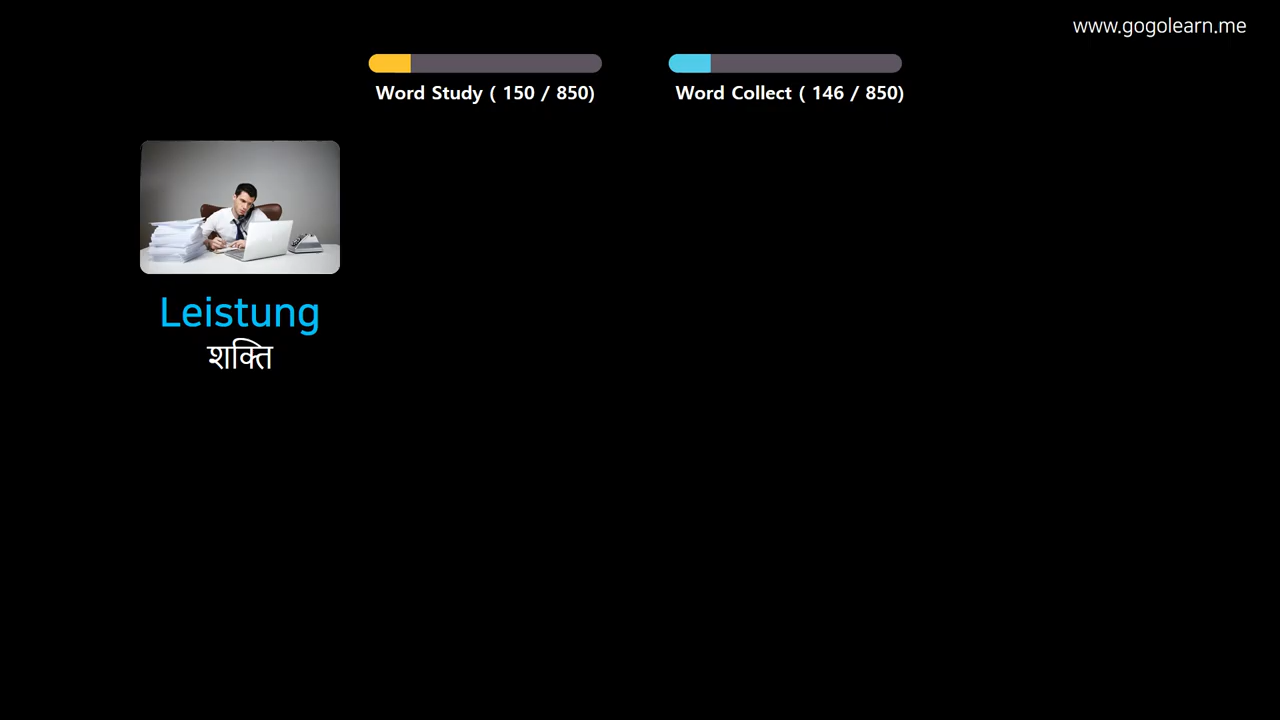 www.gogolearn.me
Word Study ( 150 / 850)
Word Collect ( 146 / 850)
Leistung
शक्ति